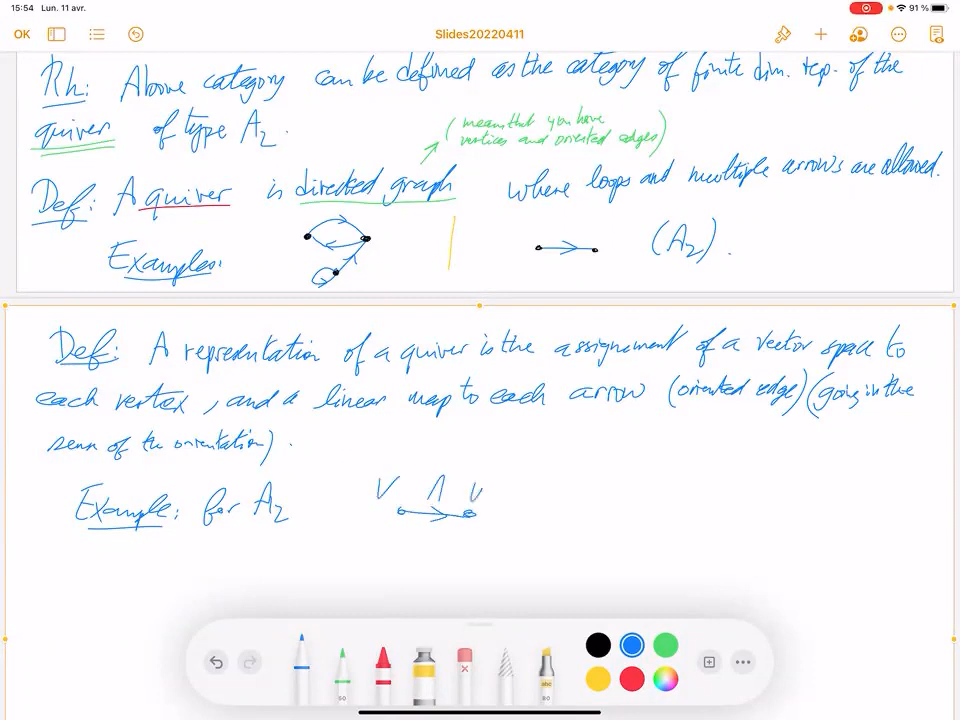 15:54 Lun. 11 avr.
91 %
OK
Slides20220411
Rk: Above category can be defined as the category of finite dim. rep. of the
quiver of type A₂.
(means that you have
vertices and oriented edges)
Def: A quiver is directed graph where loops and multiple arrows are allowed.
Examples: (A₂).
Def: A representation of a quiver is the assignement of a vector space to
each vertex, and a linear map to each arrow (oriented edge) (going in the
sense of the orientation).
Example: for A₂ V Λ
60
abc
80